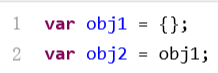 1 var obj1 = {};
2 var obj2 = obj1;